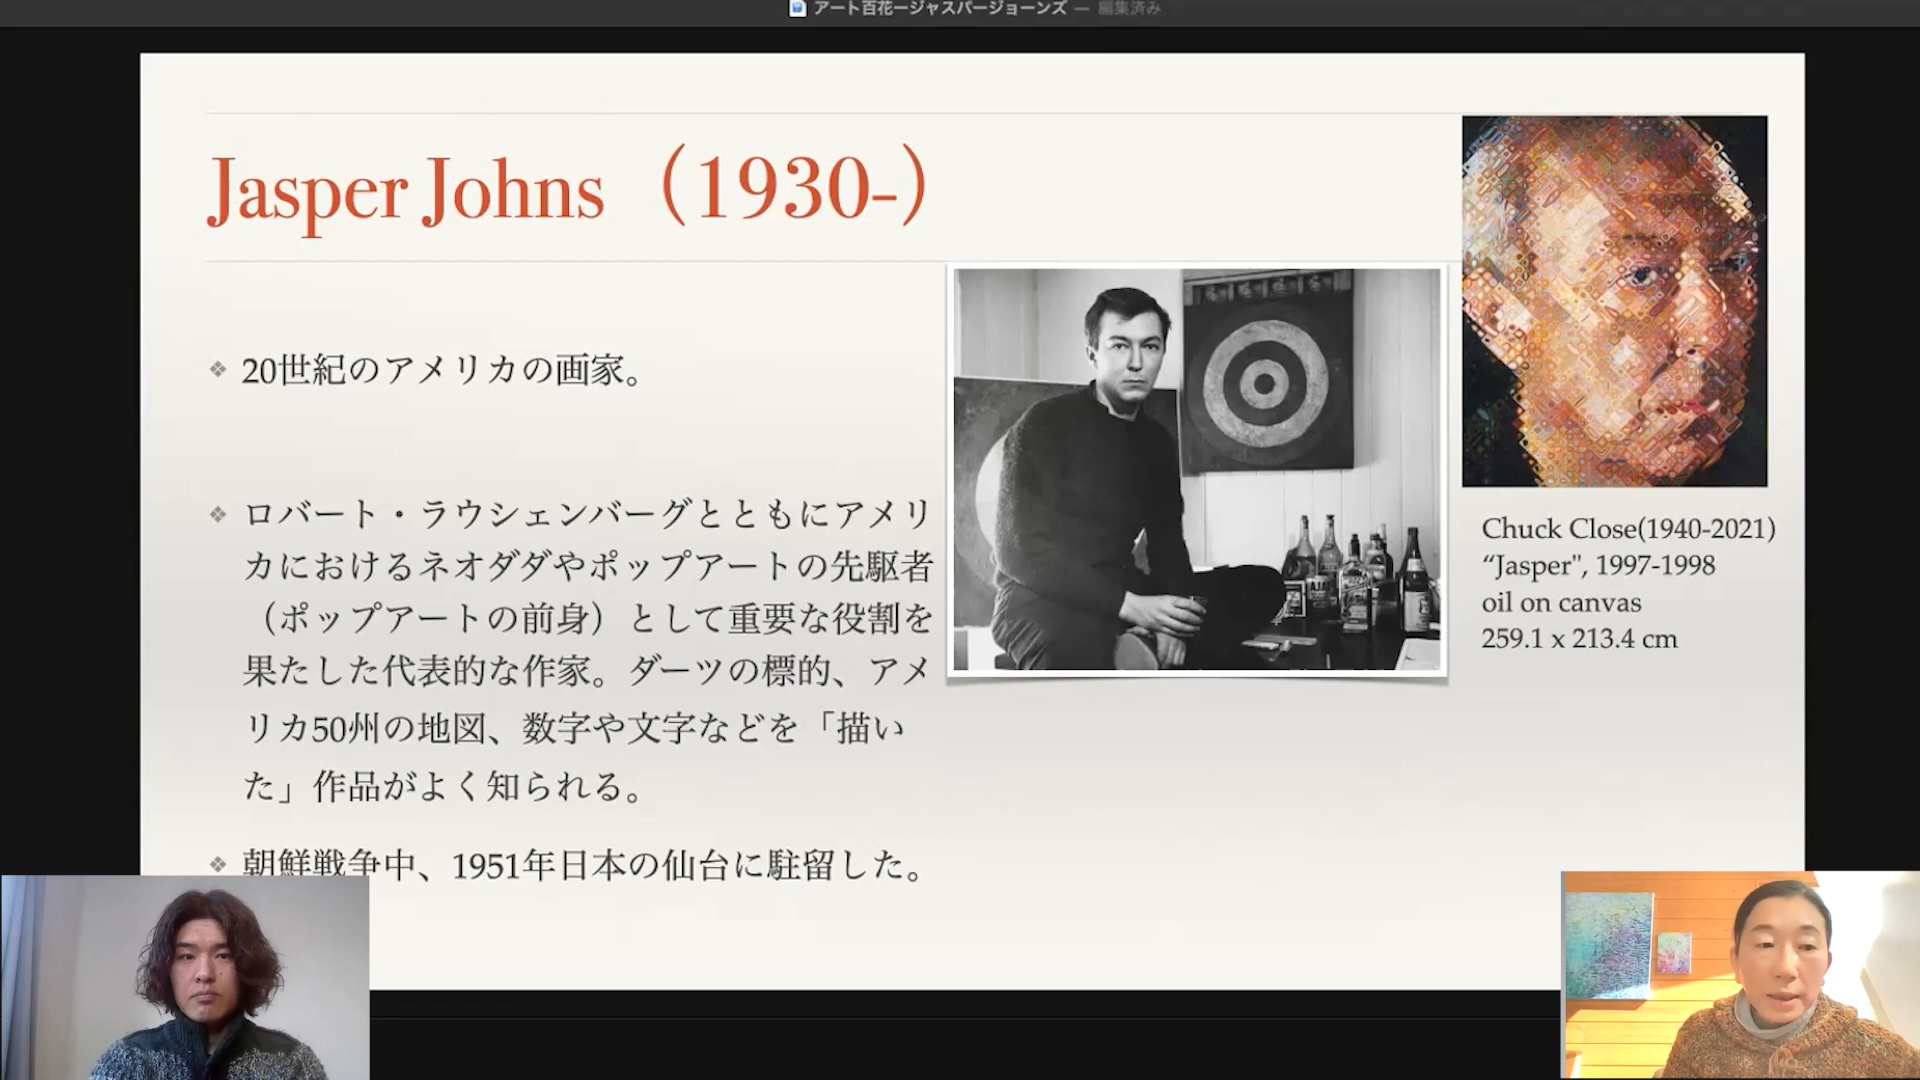 アート百花ージャスパージョーンズ — 編集済み
Jasper Johns（1930-）
❖ 20世紀のアメリカの画家。
❖ ロバート・ラウシェンバーグとともにアメリ
カにおけるネオダダやポップアートの先駆者
（ポップアートの前身）として重要な役割を
果たした代表的な作家。ダーツの標的、アメ
リカ50州の地図、数字や文字などを「描い
た」作品がよく知られる。
❖ 朝鮮戦争中、1951年日本の仙台に駐留した。
Chuck Close(1940-2021)
“Jasper", 1997-1998
oil on canvas
259.1 x 213.4 cm